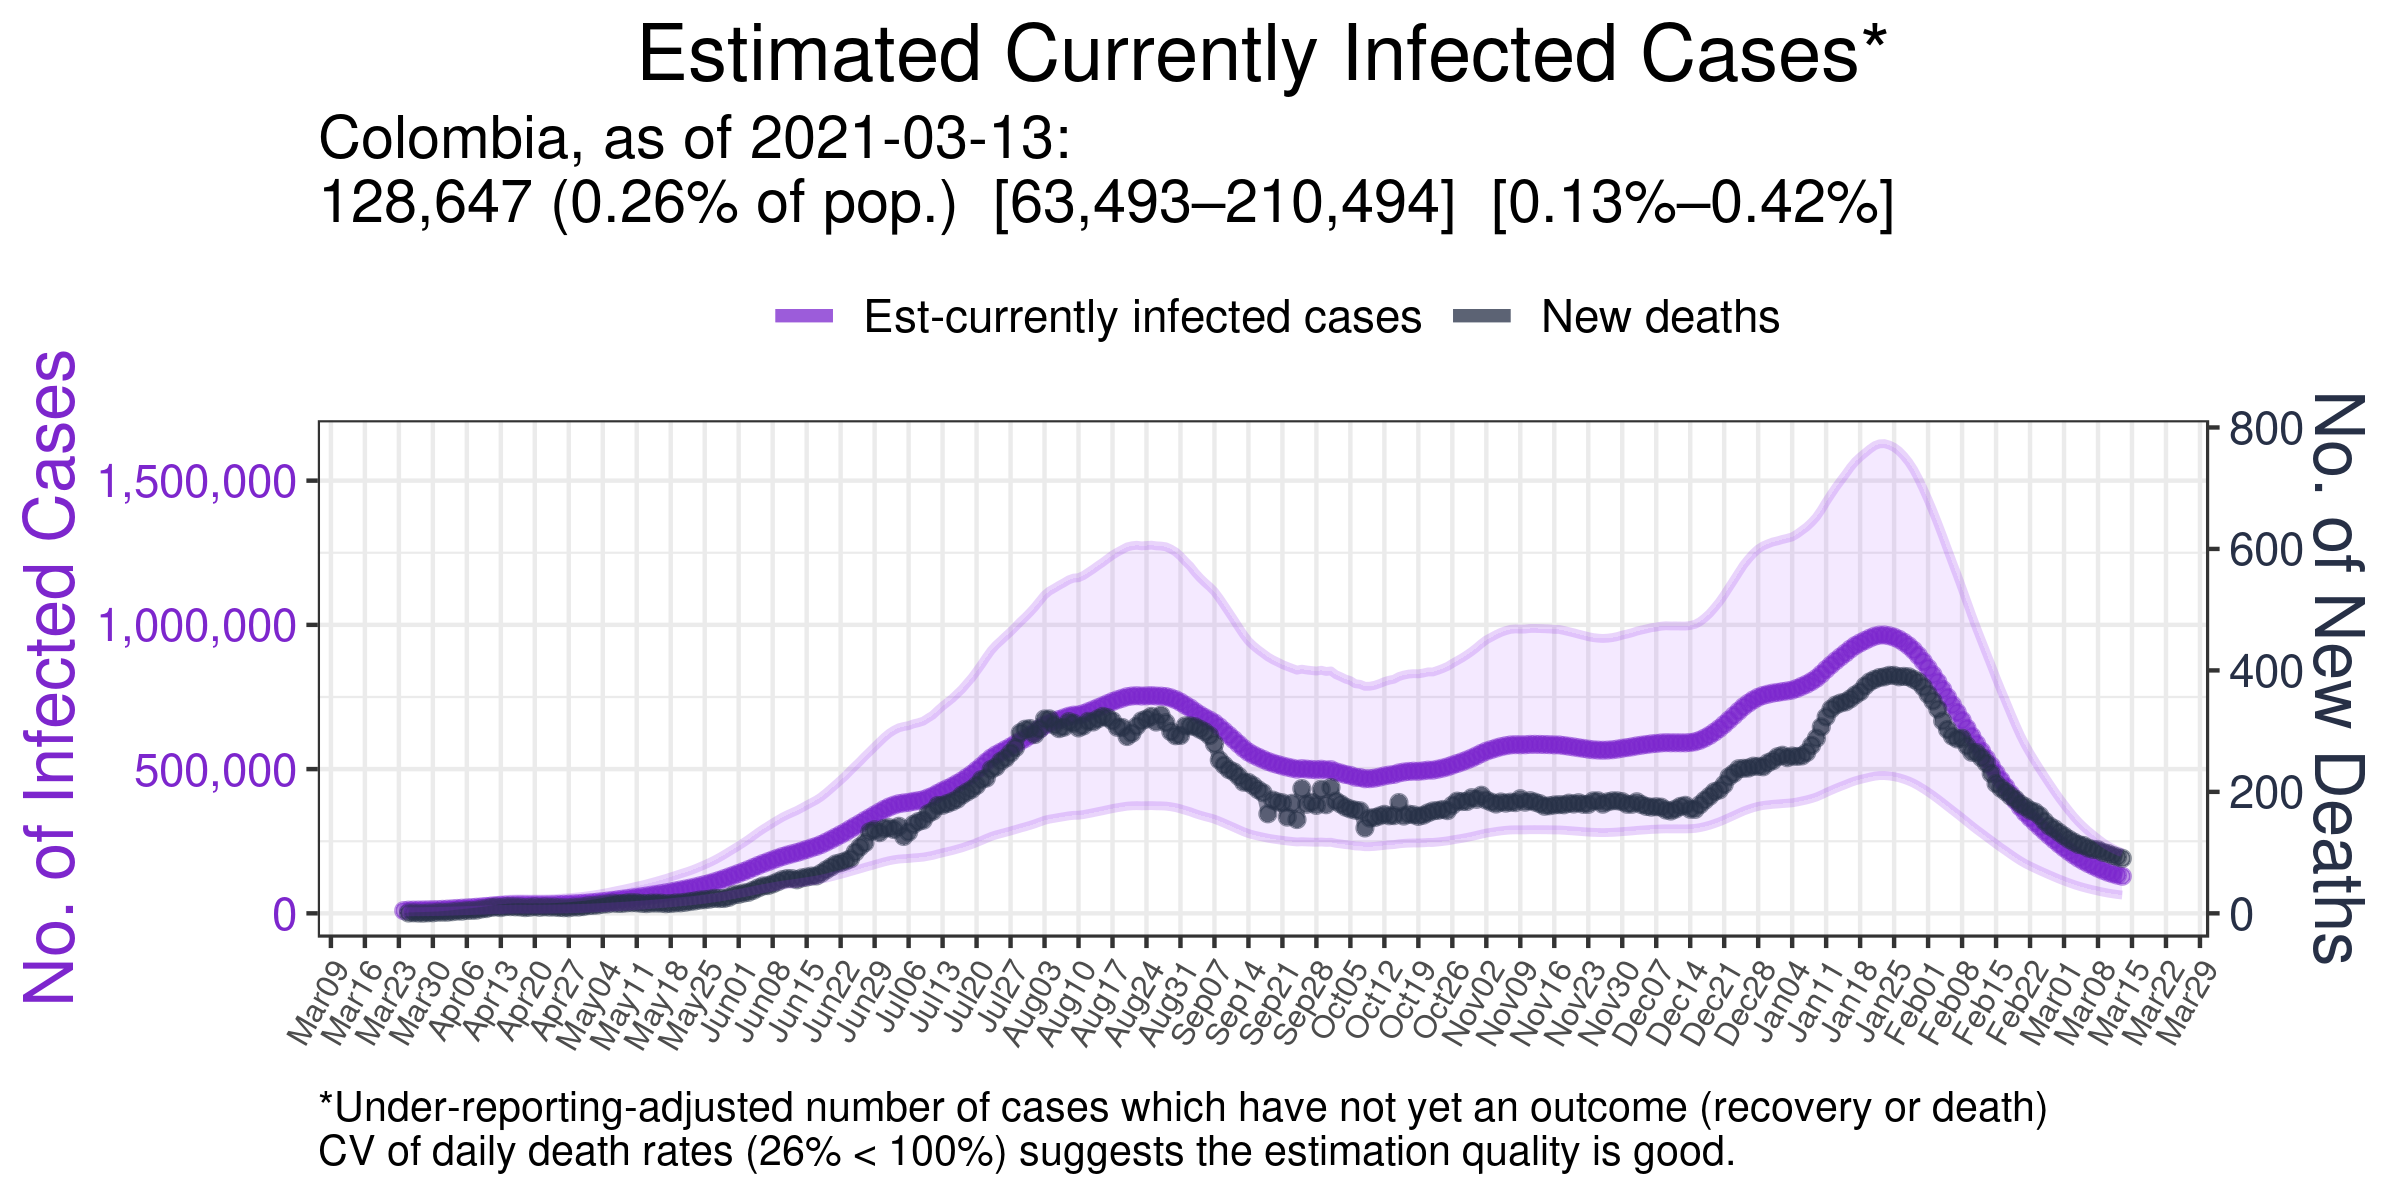 Estimated Currently Infected Cases*
Colombia, as of 2021-03-13:
128,647 (0.26% of pop.) [63,493–210,494] [0.13%–0.42%]
Est-currently infected cases New deaths
No. of Infected Cases
1,500,000
1,000,000
500,000
0
800
600
400
200
0
No. of New Deaths
Mar09 Mar16 Mar23 Mar30 Apr06 Apr13 Apr20 Apr27 May04 May11 May18 May25 Jun01 Jun08 Jun15 Jun22 Jun29 Jul06 Jul13 Jul20 Jul27 Aug03 Aug10 Aug17 Aug24 Aug31 Sep07 Sep14 Sep21 Sep28 Oct05 Oct12 Oct19 Oct26 Nov02 Nov09 Nov16 Nov23 Nov30 Dec07 Dec14 Dec21 Dec28 Jan04 Jan11 Jan18 Jan25 Feb01 Feb08 Feb15 Feb22 Mar01 Mar08 Mar15 Mar22 Mar29
*Under-reporting-adjusted number of cases which have not yet an outcome (recovery or death)
CV of daily death rates (26% < 100%) suggests the estimation quality is good.